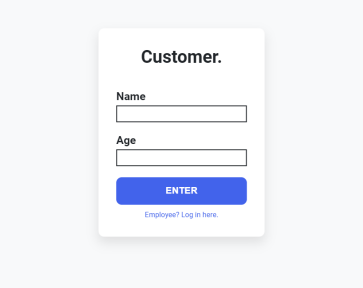 Customer.
Name
Age
ENTER
Employee? Log in here.